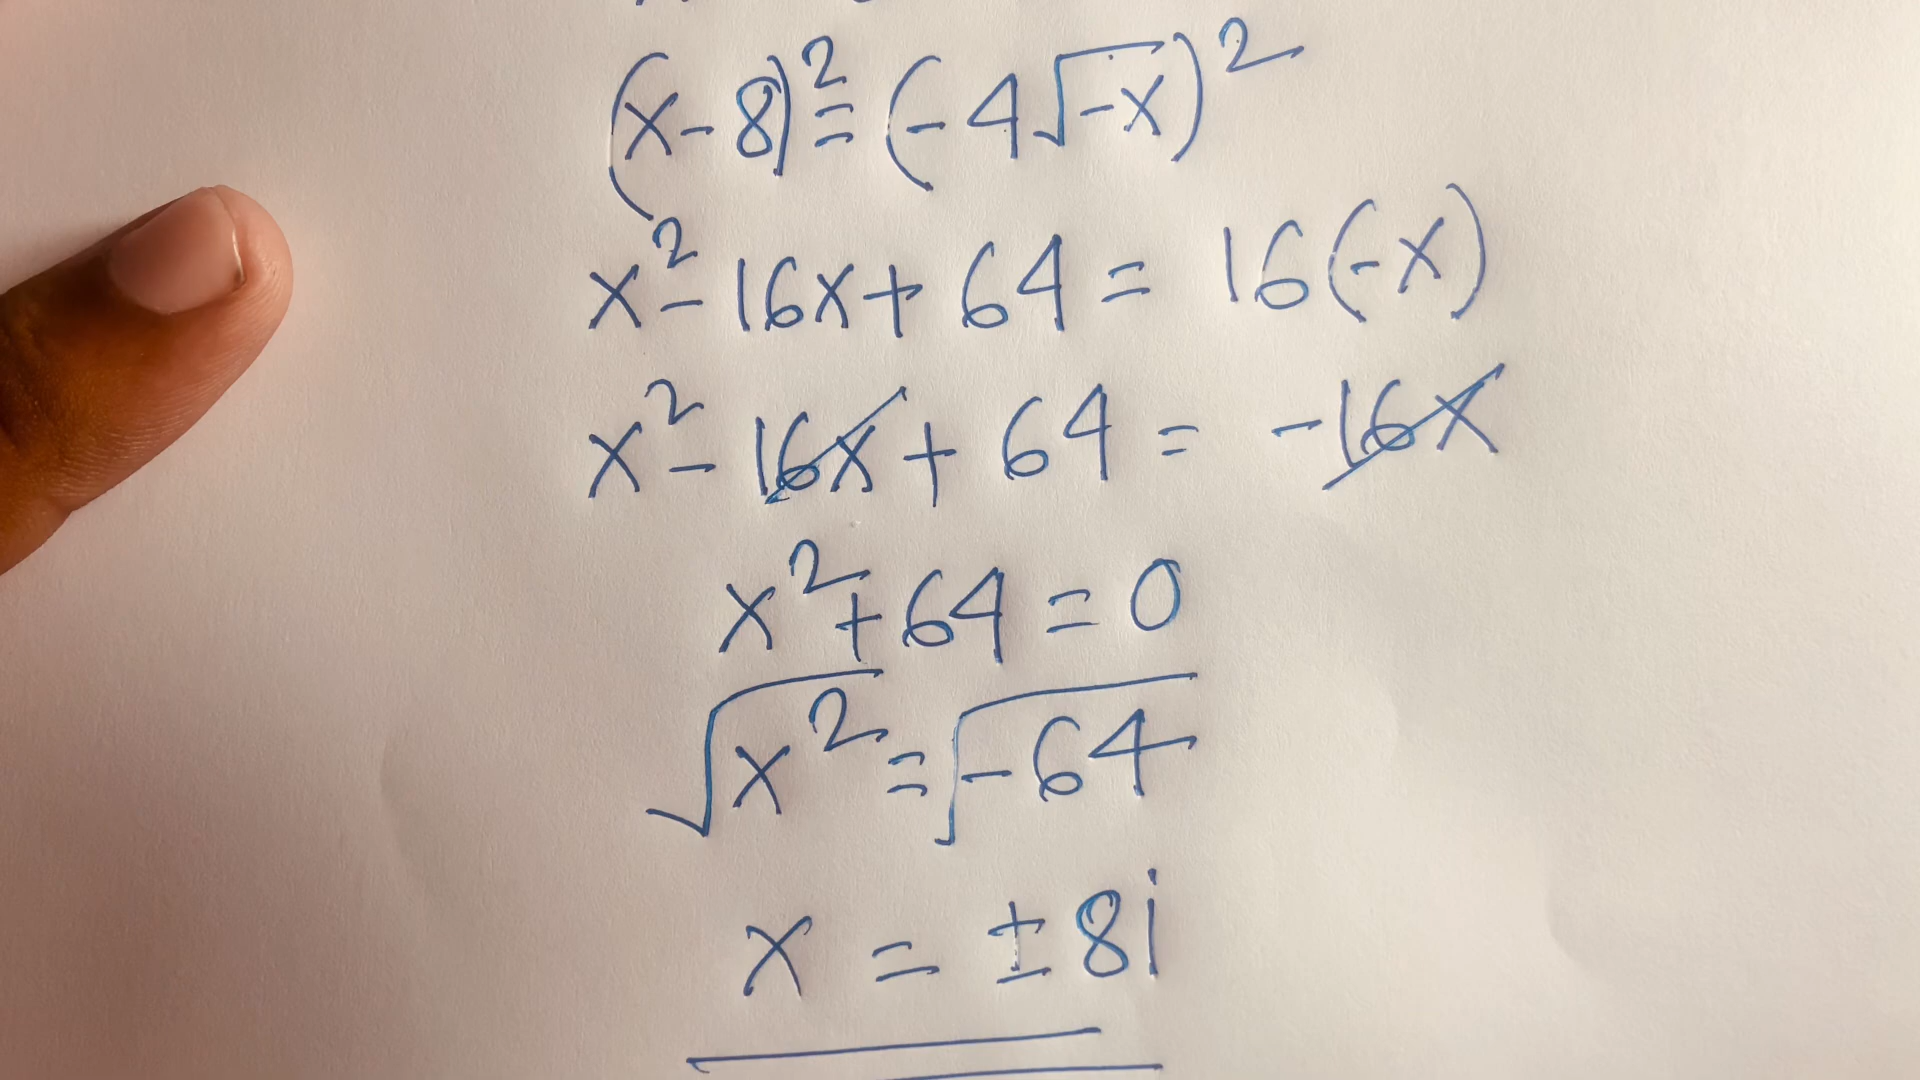 (x-8)² = (-4√-x)²
x² - 16x + 64 = 16(-x)
x² - 16x + 64 = -16x
x² + 64 = 0
√x² = √-64
x = ±8i